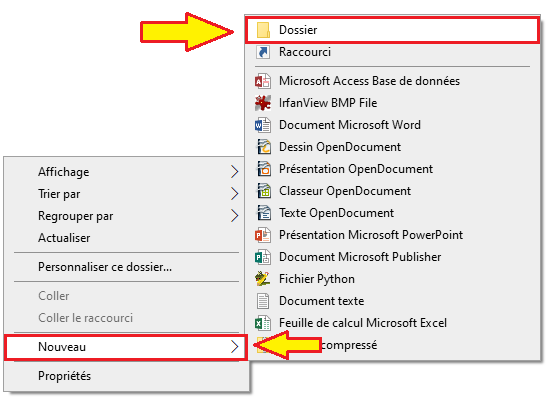 Dossier
Raccourci
Microsoft Access Base de données
IrfanView BMP File
Document Microsoft Word
Dessin OpenDocument
Présentation OpenDocument
Classeur OpenDocument
Texte OpenDocument
Présentation Microsoft PowerPoint
Document Microsoft Publisher
Fichier Python
Document texte
Feuille de calcul Microsoft Excel
compressé
Affichage
Trier par
Regrouper par
Actualiser
Personnaliser ce dossier...
Coller
Coller le raccourci
Nouveau
Propriétés